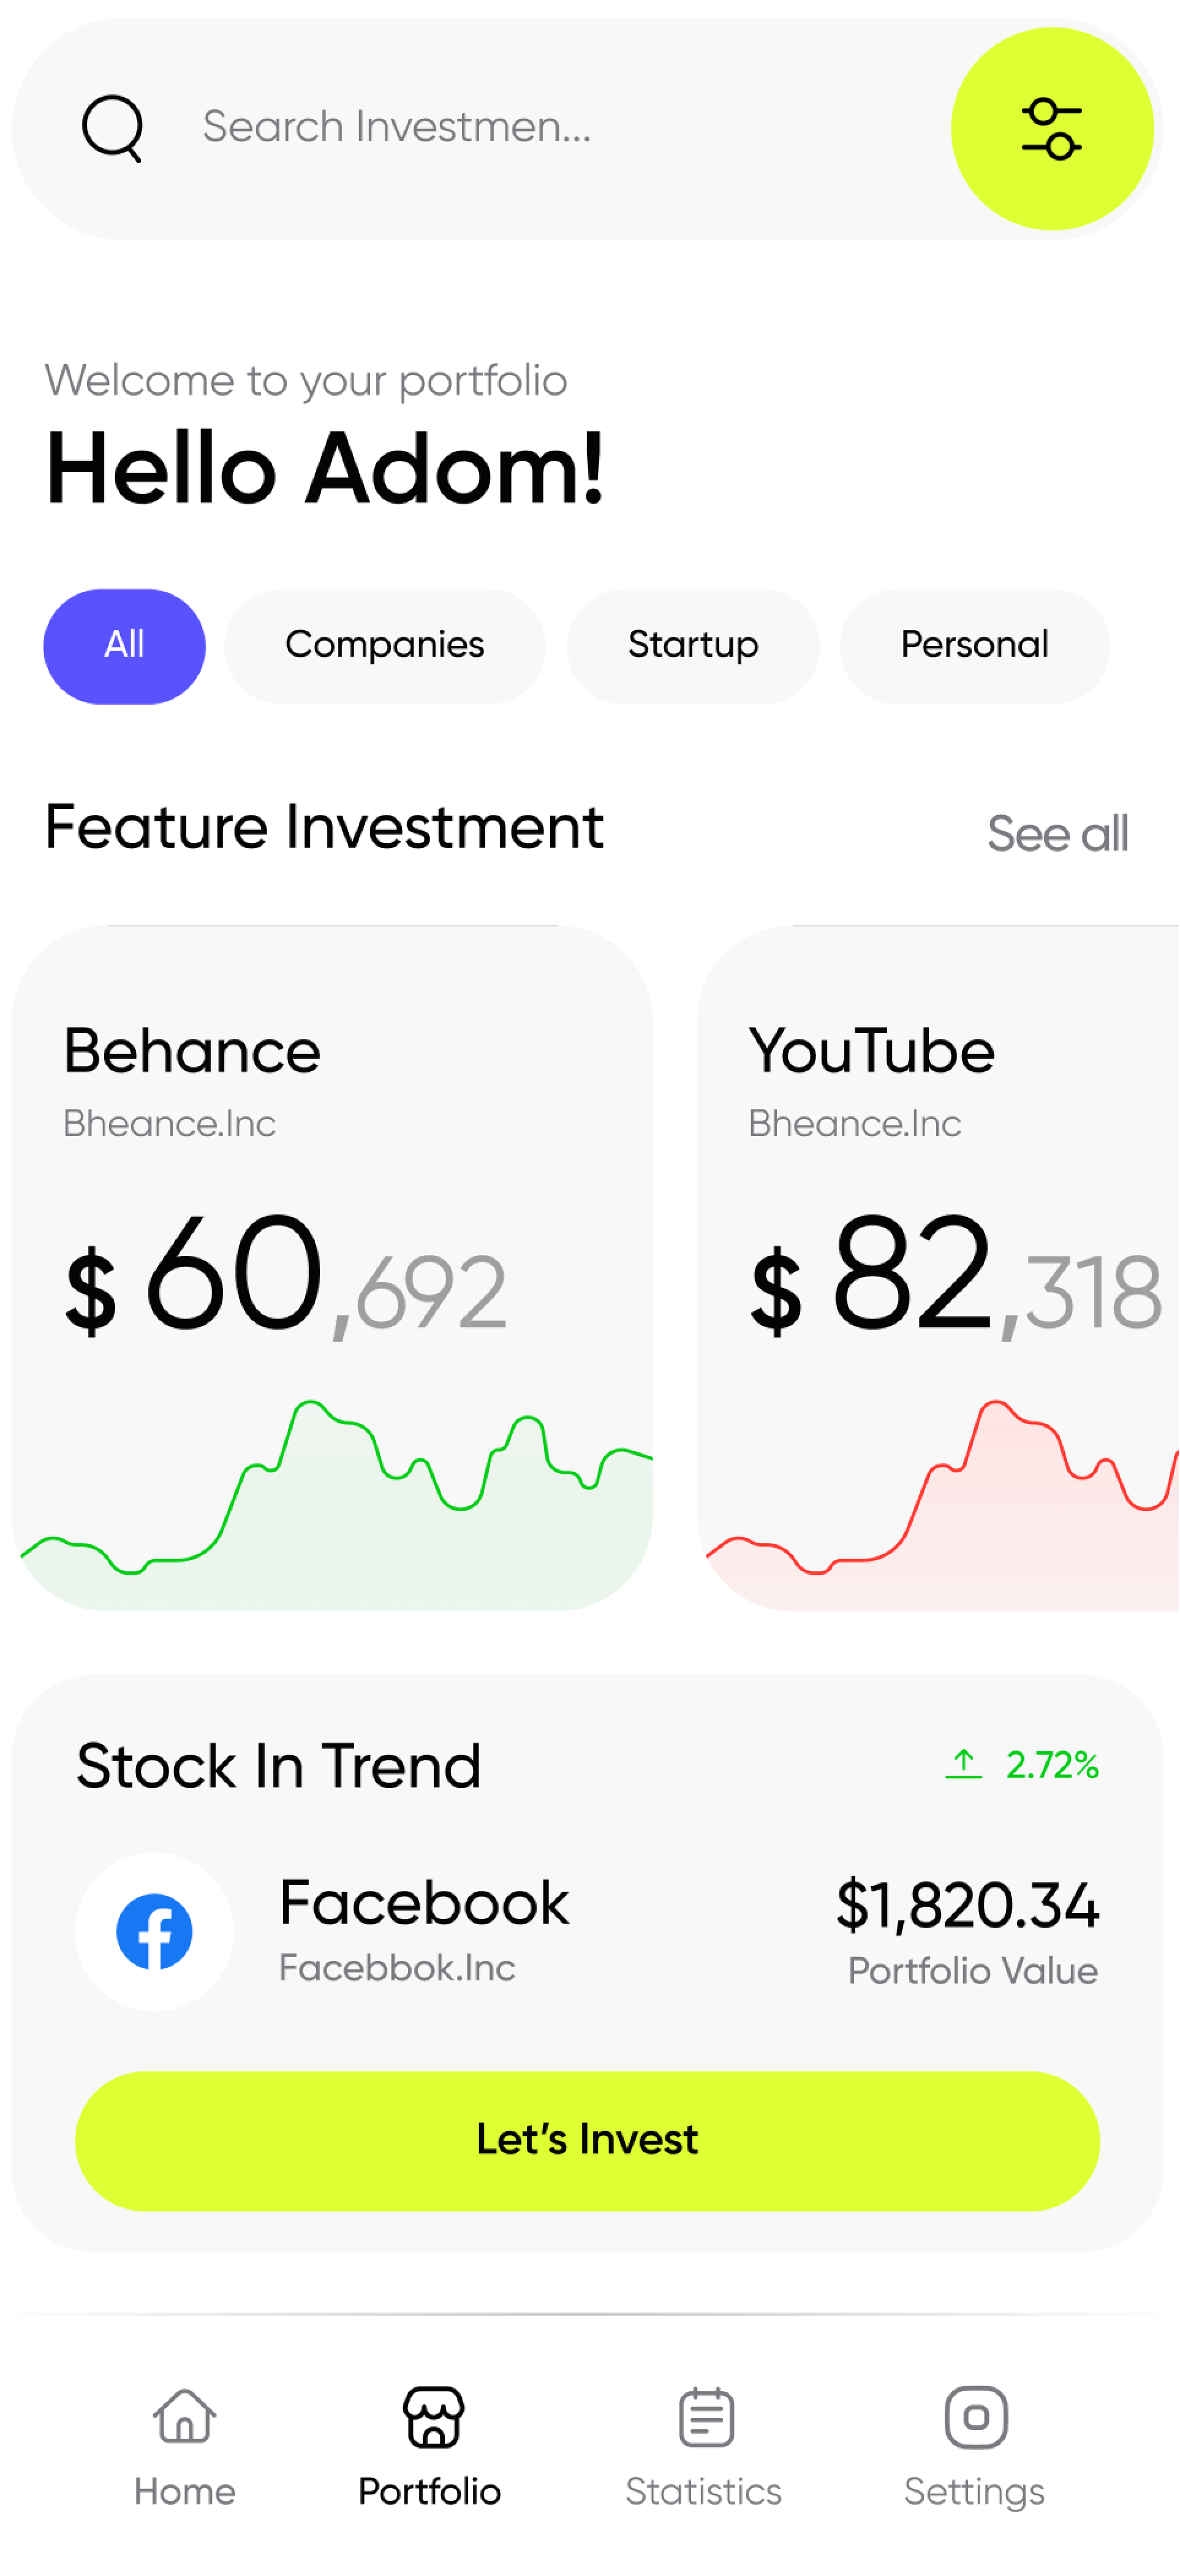 Search Investmen...
Welcome to your portfolio
Hello Adom!
All Companies Startup Personal
Feature Investment See all
Behance
Bheance.Inc
$ 60,692
YouTube
Bheance.Inc
$ 82,318
Stock In Trend 2.72%
Facebook $1,820.34
Facebbok.Inc Portfolio Value
Let’s Invest
Home Portfolio Statistics Settings